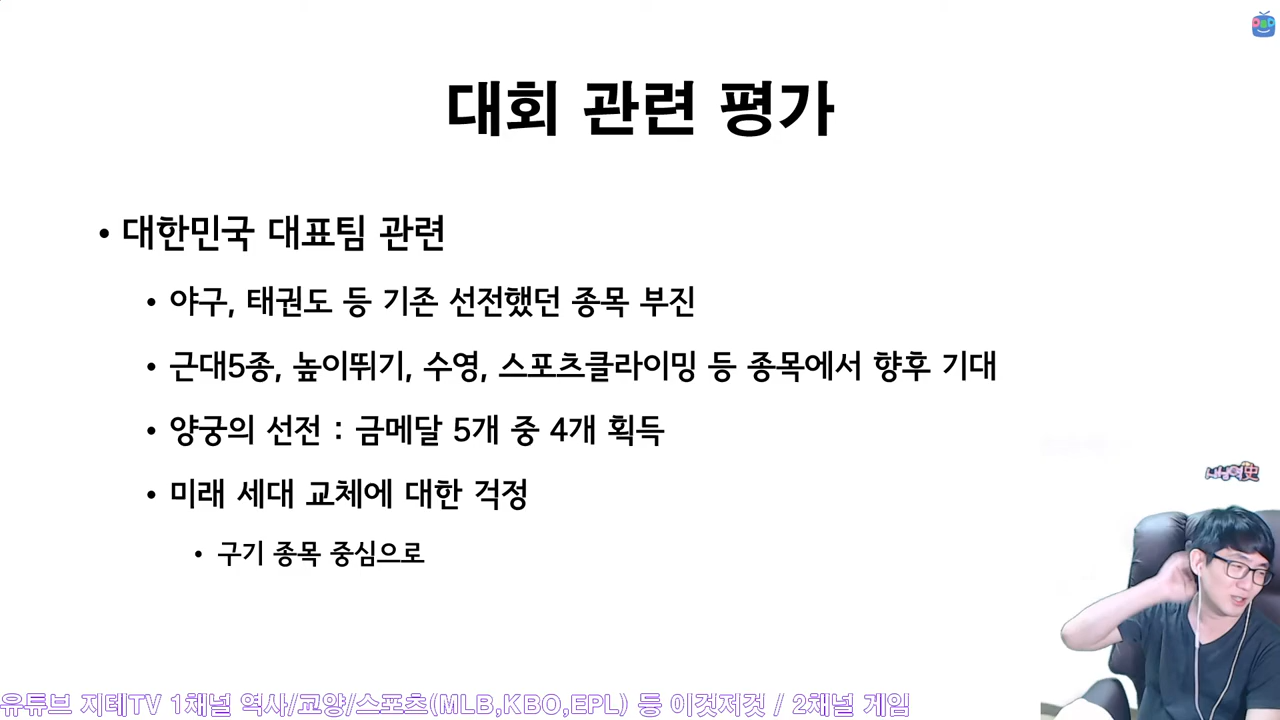 대회 관련 평가
• 대한민국 대표팀 관련
• 야구, 태권도 등 기존 선전했던 종목 부진
• 근대5종, 높이뛰기, 수영, 스포츠클라이밍 등 종목에서 향후 기대
• 양궁의 선전 : 금메달 5개 중 4개 획득
• 미래 세대 교체에 대한 걱정
• 구기 종목 중심으로
유튜브 지테TV 1채널 역사/교양/스포츠(MLB,KBO,EPL) 등 이것저것 / 2채널 게임